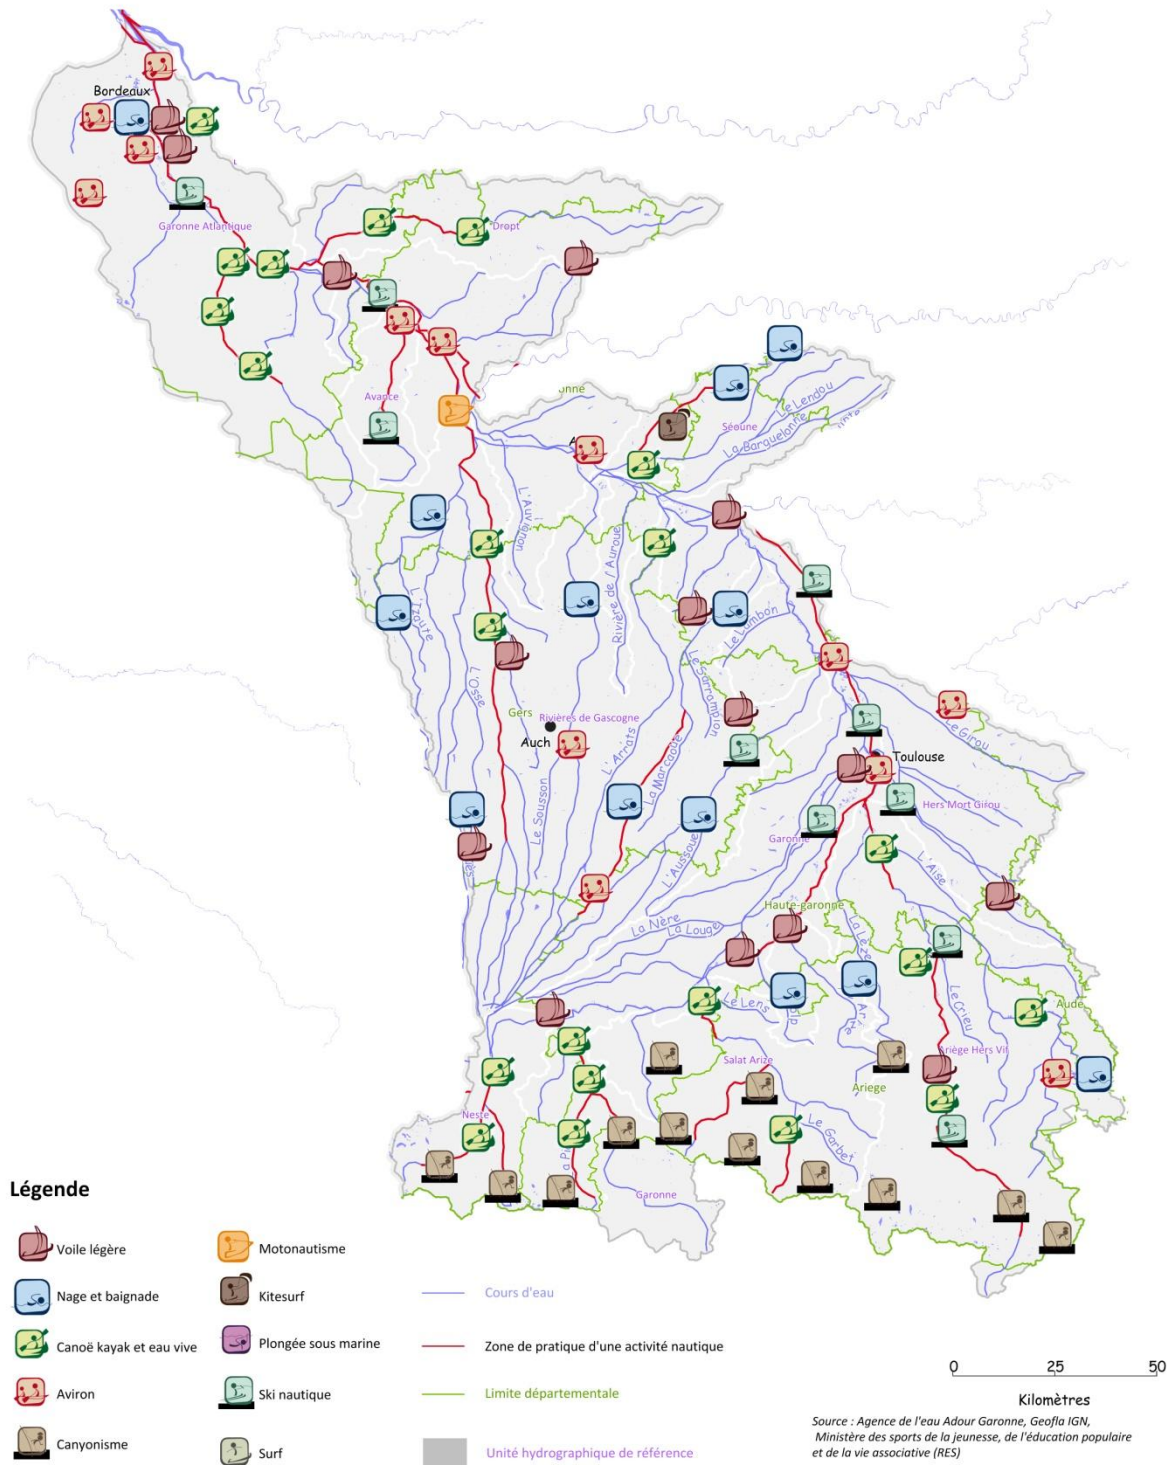 Bordeaux
Garonne Atlantique
Dropt
Avance
onne
Séoune
Le Lendou
La Barguelonne
L'Auvignon
Rivière de l'Auroue
Le Lambon
Le Sarrampion
L'Osse
Gers
Rivières de Gascogne
Auch
L'Arrats
La Marcaoue
Le Sousson
Le Girou
Toulouse
Hers Mort Girou
Garonne
L'Aussoue
L'Aise
Haute-garonne
La Nère
La Louge
La Lèze
Le Lens
Arize
Le Crieu
Aude
Ariège Hers Vif
Salat Arize
Ariege
Neste
Le Garbet
Garonne
Légende
Voile légère
Nage et baignade
Canoë kayak et eau vive
Aviron
Canyonisme
Motonautisme
Kitesurf
Plongée sous marine
Ski nautique
Surf
Cours d'eau
Zone de pratique d'une activité nautique
Limite départementale
Unité hydrographique de référence
0 25 50
Kilomètres
Source : Agence de l'eau Adour Garonne, Geofla IGN,
Ministère des sports de la jeunesse, de l'éducation populaire
et de la vie associative (RES)